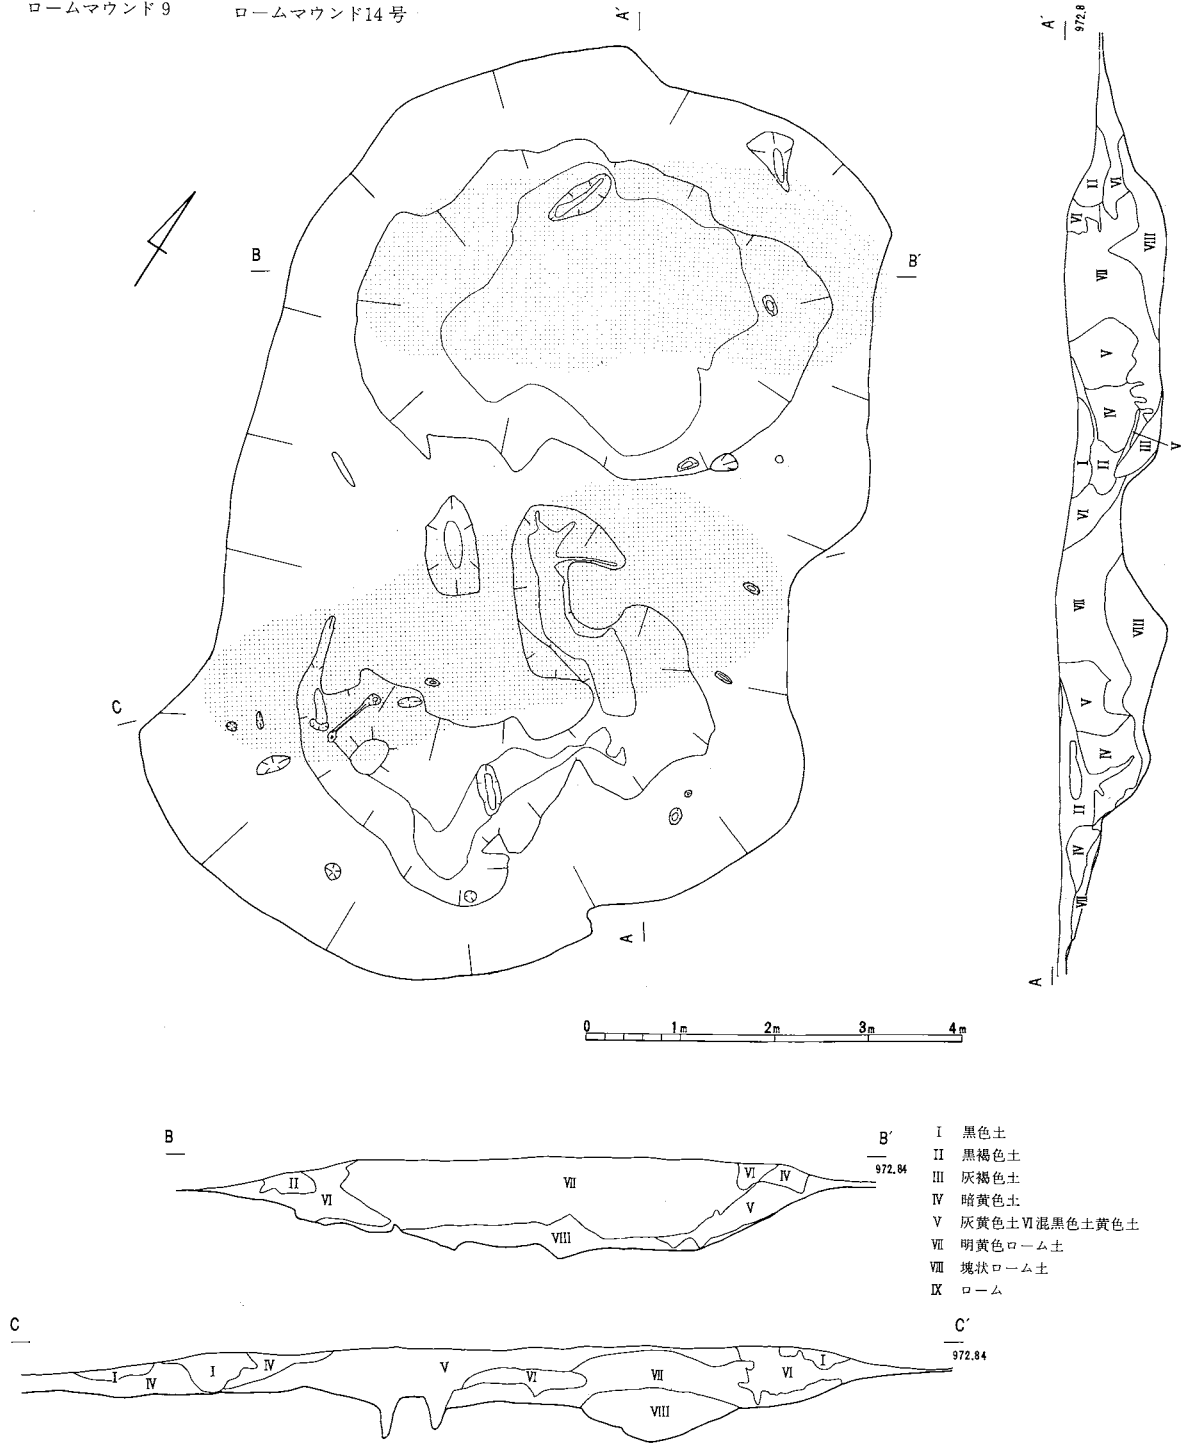 ロームマウンド9 ロームマウンド14号
A′
A′
972.8
B
B′
C
A
II
VI
VI
VIII
VII
V
IV
V
III
I
II
VI
VII
VIII
V
IV
II
IV
VII
A
0 1m 2m 3m 4m
B
B′
972.84
II
VI
VII
VI
IV
V
VIII
I 黒色土
II 黒褐色土
III 灰褐色土
IV 暗黄色土
V 灰黄色土VI混黒色土黄色土
VII 明黄色ローム土
VIII 塊状ローム土
IX ローム
C
C′
972.84
I
IV
I
IV
V
VI
VII
VIII
VI
I